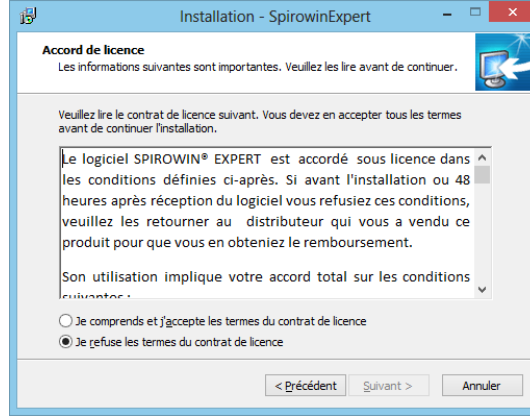 Installation - SpirowinExpert
Accord de licence
Les informations suivantes sont importantes. Veuillez les lire avant de continuer.
Veuillez lire le contrat de licence suivant. Vous devez en accepter tous les termes
avant de continuer l'installation.
Le logiciel SPIROWIN® EXPERT est accordé sous licence dans
les conditions définies ci-après. Si avant l'installation ou 48
heures après réception du logiciel vous refusiez ces conditions,
veuillez les retourner au distributeur qui vous a vendu ce
produit pour que vous en obteniez le remboursement.
Son utilisation implique votre accord total sur les conditions
suivantes :
Je comprends et j'accepte les termes du contrat de licence
Je refuse les termes du contrat de licence
< Précédent
Suivant >
Annuler